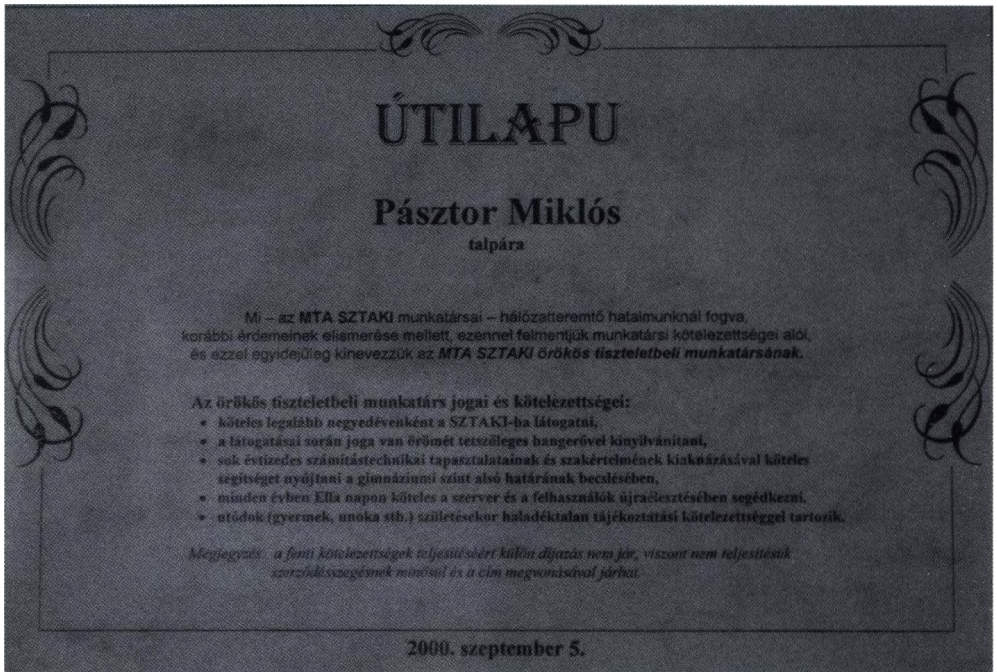 ÚTILAPU
Pásztor Miklós
talpára
Mi – az MTA SZTAKI munkatársai – hálózatteremtő hatalmunknál fogva,
korábbi érdemeinek elismerése mellett, ezennel felmentjük munkatársi kötelezettségei alól,
és ezzel egyidejűleg kinevezzük az MTA SZTAKI örökös tiszteletbeli munkatársának.
Az örökös tiszteletbeli munkatárs jogai és kötelezettségei:
• köteles legalább negyedévenként a SZTAKI-ba látogatni,
• a látogatásai során joga van örömét tetszőleges hangerővel kinyilvánítani,
• sok évtizedes számítástechnikai tapasztalatainak és szakértelmének kiaknázásával köteles
segítséget nyújtani a gimnáziumi szint alsó határának becslésében,
• minden évben Ella napon köteles a szerver és a felhasználók újraélesztésében segédkezni,
• utódok (gyermek, unoka stb.) születésekor haladéktalan tájékoztatási kötelezettséggel tartozik.
Megjegyzés: a fenti kötelezettségek teljesítéséért külön díjazás nem jár, viszont nem teljesítésük
szerződésszegésnek minősül és a cím megvonásával járhat.
2000. szeptember 5.